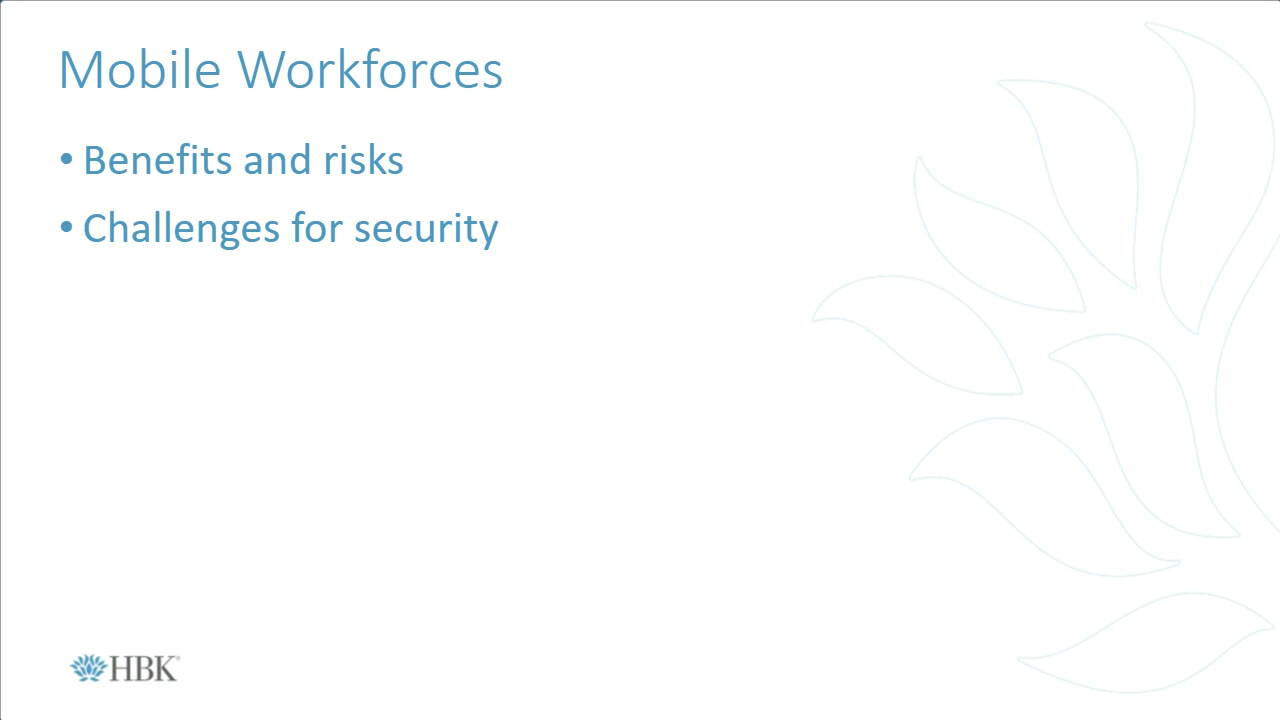 Mobile Workforces
• Benefits and risks
• Challenges for security
HBK